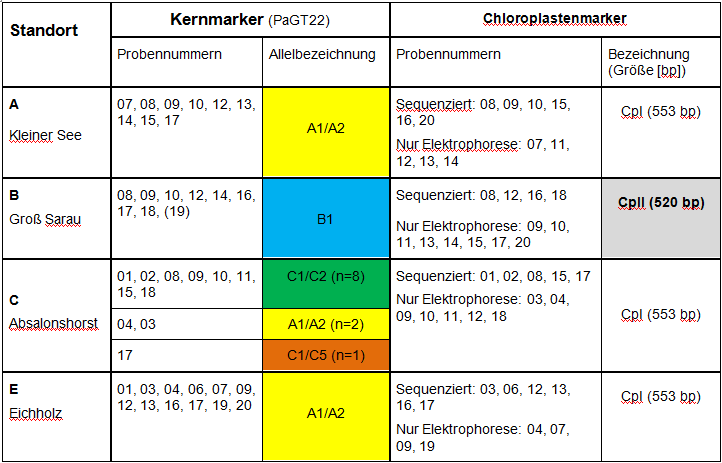 Standort
Kernmarker (PaGT22)
Chloroplastenmarker
Probennummern
Allelbezeichnung
Probennummern
Bezeichnung
(Größe [bp])
A
Kleiner See
07, 08, 09, 10, 12, 13,
14, 15, 17
A1/A2
Sequenziert: 08, 09, 10, 15,
16, 20
Nur Elektrophorese: 07, 11,
12, 13, 14
CpI (553 bp)
B
Groß Sarau
08, 09, 10, 12, 14, 16,
17, 18, (19)
B1
Sequenziert: 08, 12, 16, 18
Nur Elektrophorese: 09, 10,
11, 13, 14, 15, 17, 20
CpII (520 bp)
C
Absalonshorst
01, 02, 08, 09, 10, 11,
15, 18
C1/C2 (n=8)
04, 03
A1/A2 (n=2)
17
C1/C5 (n=1)
Sequenziert: 01, 02, 08, 15, 17
Nur Elektrophorese: 03, 04,
09, 10, 11, 12, 18
CpI (553 bp)
E
Eichholz
01, 03, 04, 06, 07, 09,
12, 13, 16, 17, 19, 20
A1/A2
Sequenziert: 03, 06, 12, 13,
16, 17
Nur Elektrophorese: 04, 07,
09, 19
CpI (553 bp)